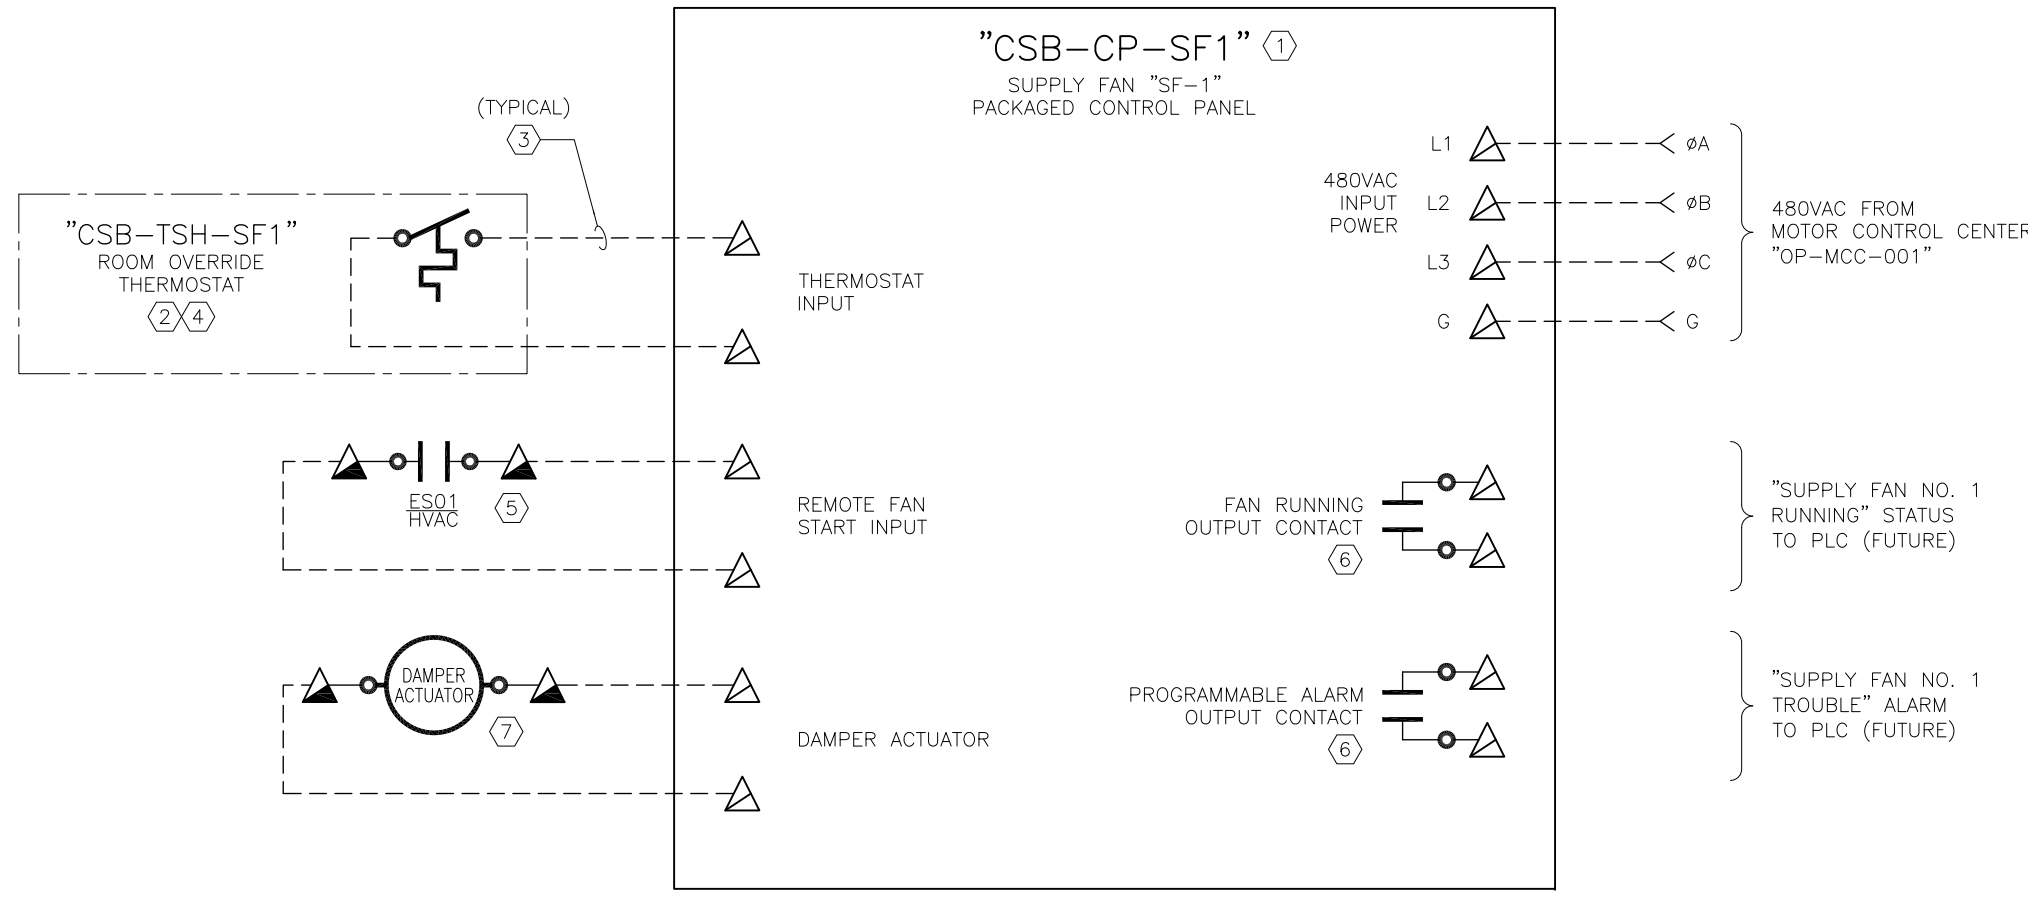 "CSB-CP-SF1" 1
SUPPLY FAN "SF-1"
PACKAGED CONTROL PANEL
(TYPICAL)
3
"CSB-TSH-SF1"
ROOM OVERRIDE
THERMOSTAT
2 4
THERMOSTAT
INPUT
ES01
HVAC
5
REMOTE FAN
START INPUT
DAMPER
ACTUATOR
7
DAMPER ACTUATOR
L1
480VAC
INPUT
POWER
L2
L3
G
øA
øB
øC
G
480VAC FROM
MOTOR CONTROL CENTER
"OP-MCC-001"
FAN RUNNING
OUTPUT CONTACT
6
"SUPPLY FAN NO. 1
RUNNING" STATUS
TO PLC (FUTURE)
PROGRAMMABLE ALARM
OUTPUT CONTACT
6
"SUPPLY FAN NO. 1
TROUBLE" ALARM
TO PLC (FUTURE)